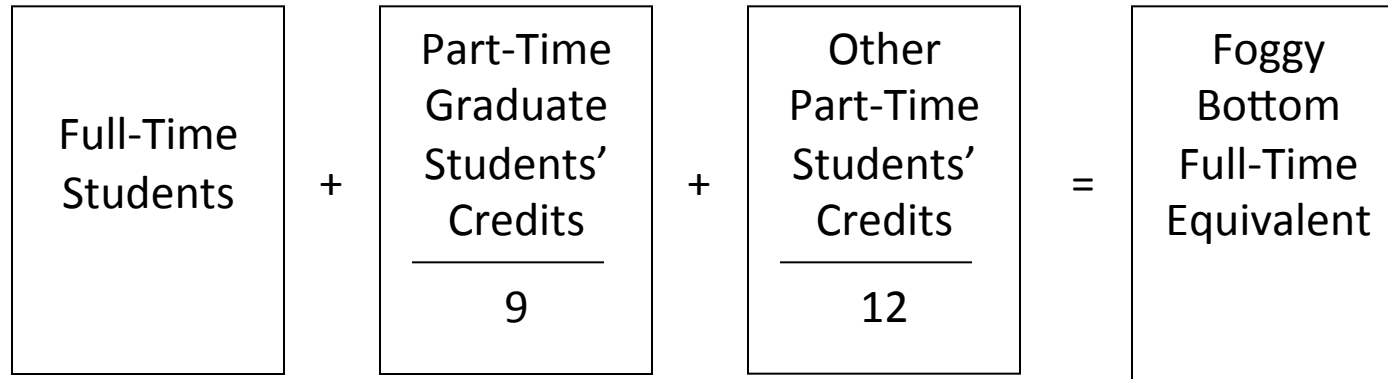 Full-Time
Students
+
Part-Time
Graduate
Students’
Credits
9
+
Other
Part-Time
Students’
Credits
12
=
Foggy
Bottom
Full-Time
Equivalent